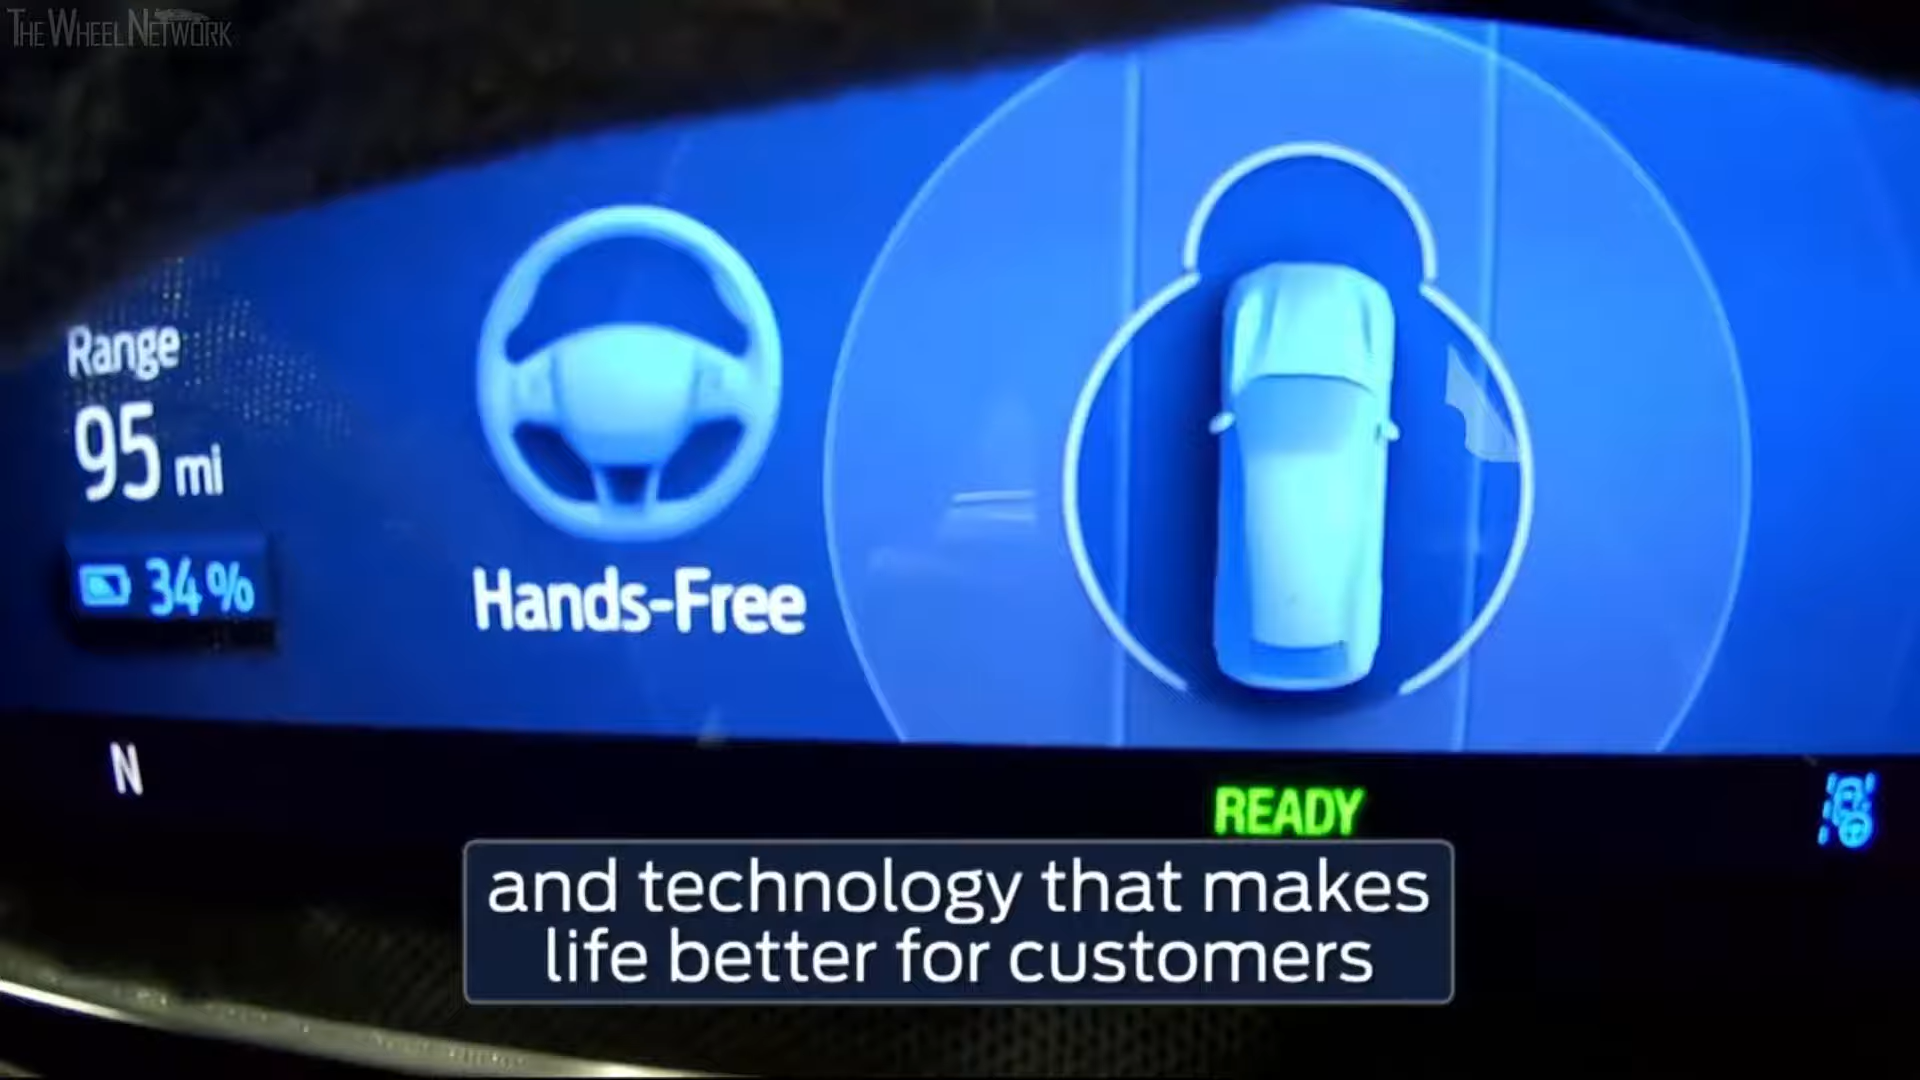 THE WHEEL NETWORK
Range
95 mi
34%
Hands-Free
N
READY
and technology that makes
life better for customers